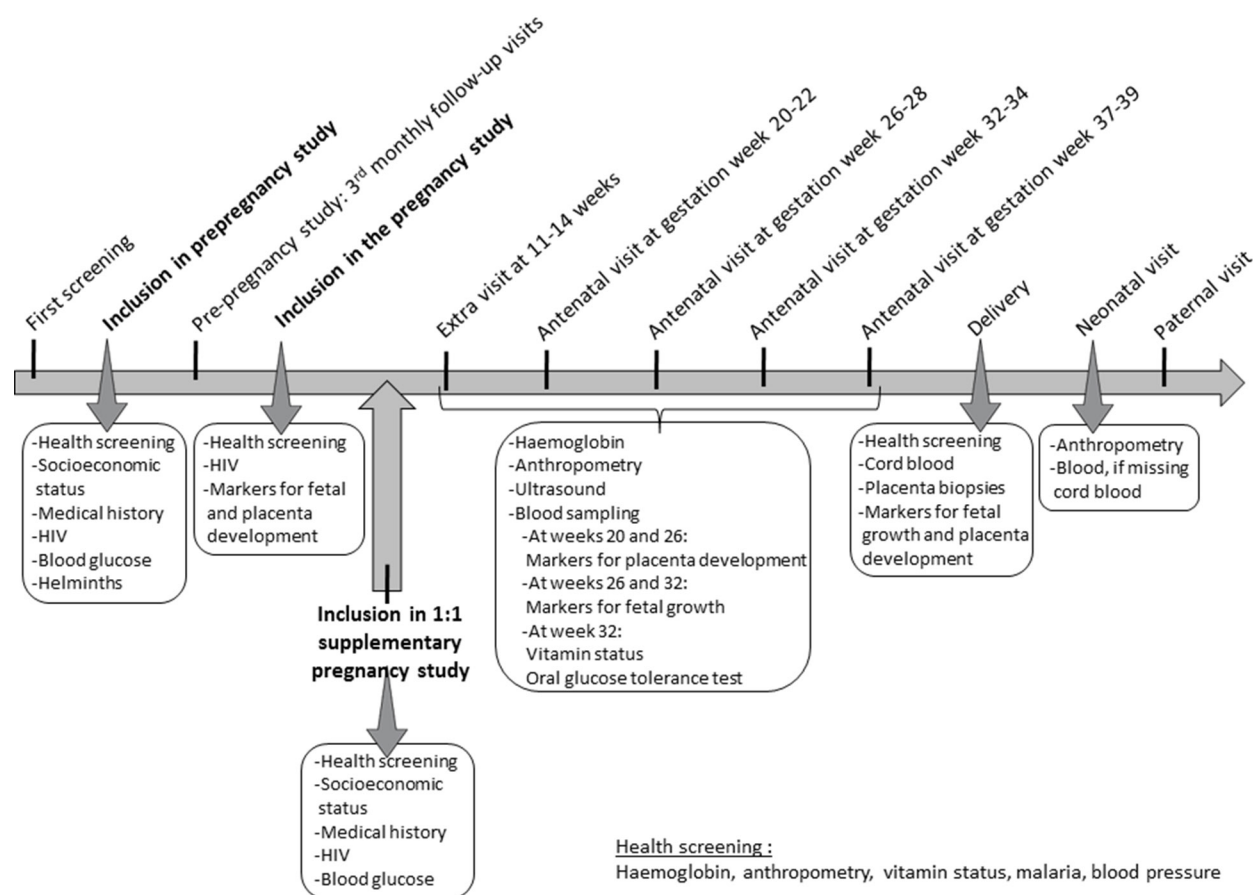 First screening
Inclusion in prepregnancy study
Pre-pregnancy study: 3rd monthly follow-up visits
Inclusion in the pregnancy study
Extra visit at 11-14 weeks
Antenatal visit at gestation week 20-22
Antenatal visit at gestation week 26-28
Antenatal visit at gestation week 32-34
Antenatal visit at gestation week 37-39
Delivery
Neonatal visit
Paternal visit
-Health screening
-Socioeconomic
status
-Medical history
-HIV
-Blood glucose
-Helminths
-Health screening
-HIV
-Markers for fetal
and placenta
development
Inclusion in 1:1
supplementary
pregnancy study
-Health screening
-Socioeconomic
status
-Medical history
-HIV
-Blood glucose
-Haemoglobin
-Anthropometry
-Ultrasound
-Blood sampling
-At weeks 20 and 26:
Markers for placenta development
-At weeks 26 and 32:
Markers for fetal growth
-At week 32:
Vitamin status
Oral glucose tolerance test
-Health screening
-Cord blood
-Placenta biopsies
-Markers for fetal
growth and placenta
development
-Anthropometry
-Blood, if missing
cord blood
Health screening :
Haemoglobin, anthropometry, vitamin status, malaria, blood pressure